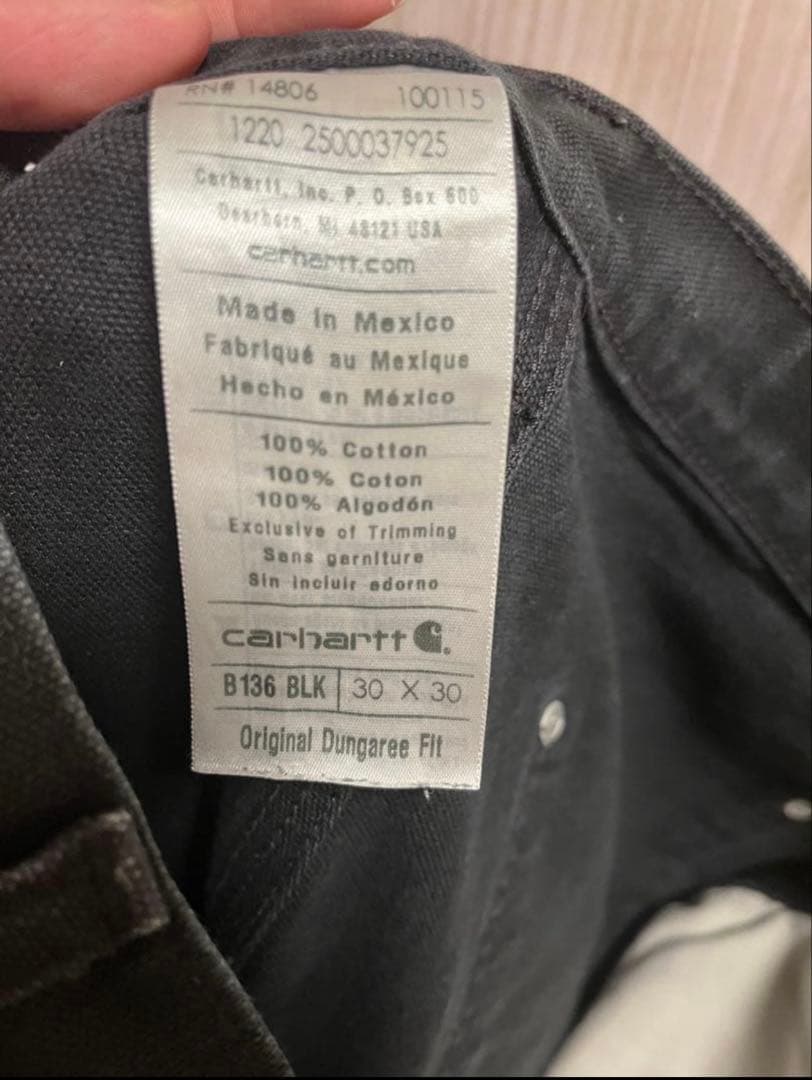 RN# 14806 100115
1220 2500037925
Carhartt, Inc. P. O. Box 600
Dearborn, MI 48121 USA
carhartt.com
Made in Mexico
Fabriqué au Mexique
Hecho en México
100% Cotton
100% Coton
100% Algodón
Exclusive of Trimming
Sans garniture
Sin incluir adorno
carhartt
B136 BLK 30 X 30
Original Dungaree Fit